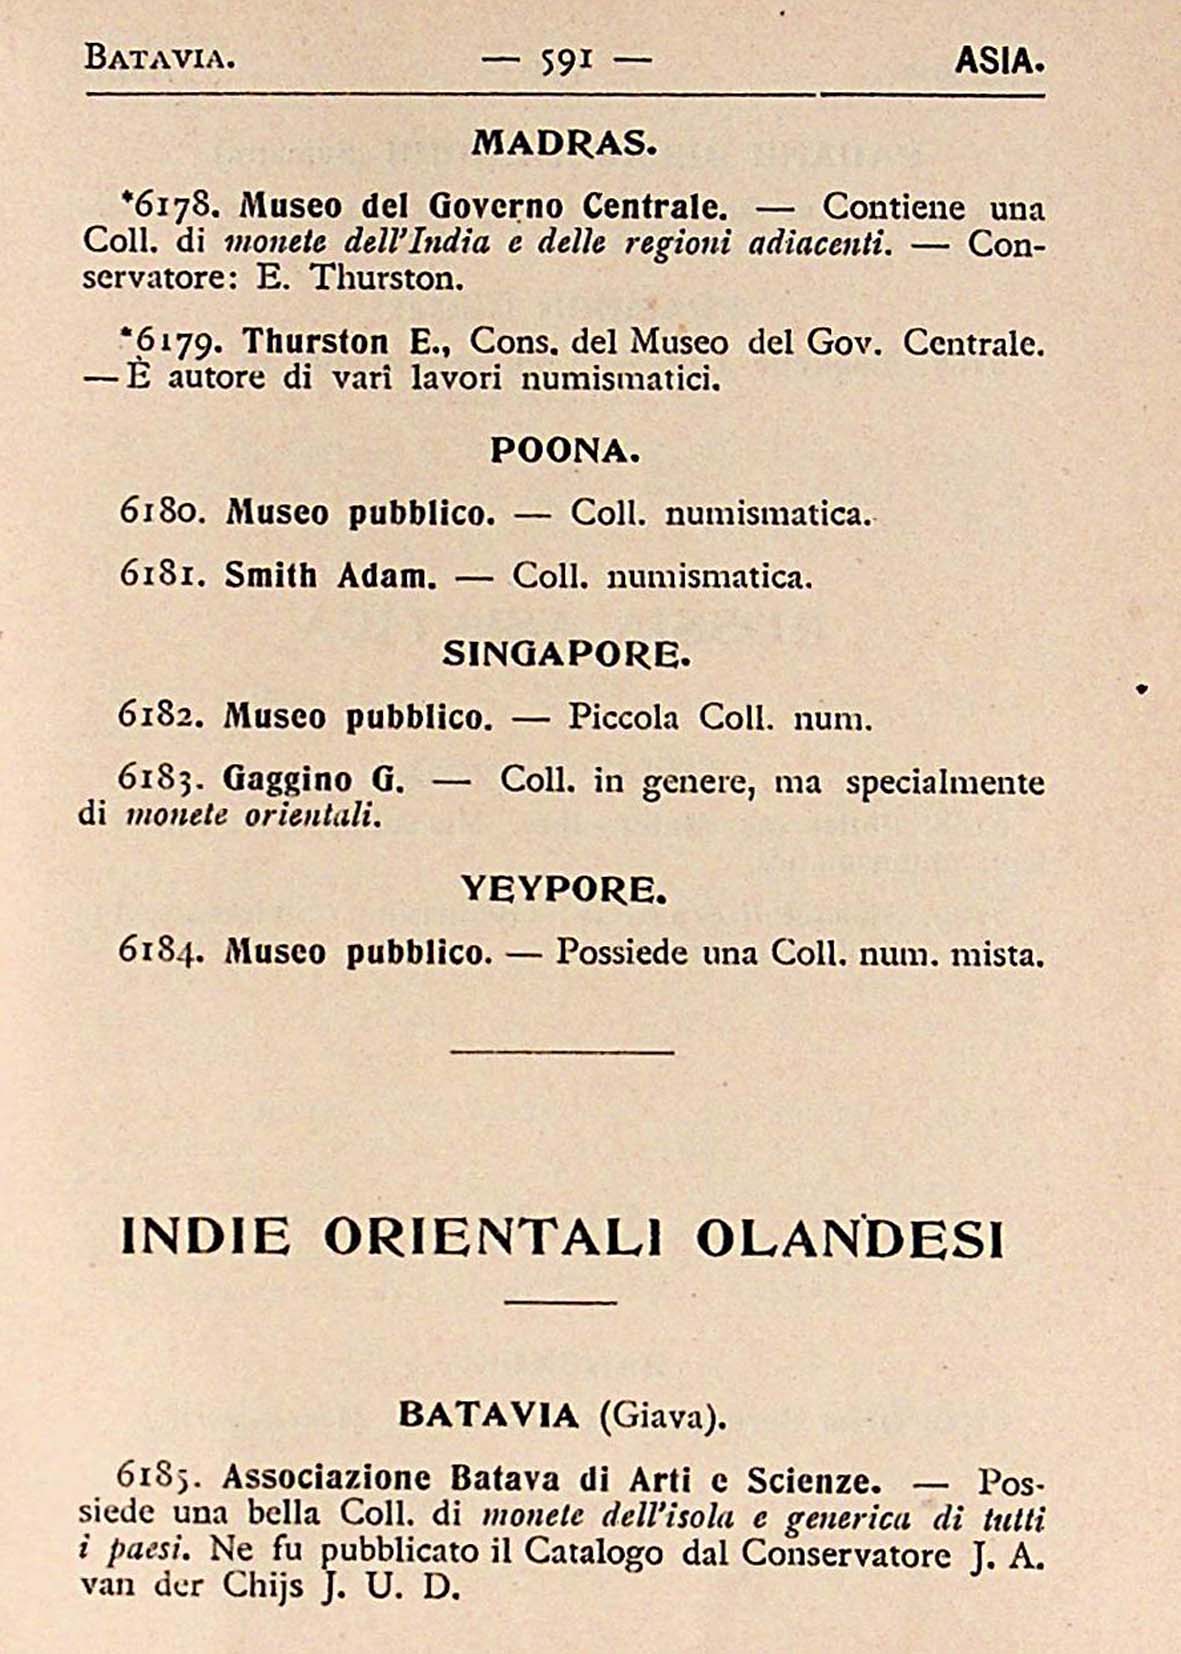 BATAVIA. — 591 — ASIA.
MADRAS.
*6178. Museo del Governo Centrale. — Contiene una
Coll. di monete dell'India e delle regioni adiacenti. — Con-
servatore: E. Thurston.
*6179. Thurston E., Cons. del Museo del Gov. Centrale.
— È autore di varî lavori numismatici.
POONA.
6180. Museo pubblico. — Coll. numismatica.
6181. Smith Adam. — Coll. numismatica.
SINGAPORE.
6182. Museo pubblico. — Piccola Coll. num.
6183. Gaggino G. — Coll. in genere, ma specialmente
di monete orientali.
YEYPORE.
6184. Museo pubblico. — Possiede una Coll. num. mista.
INDIE ORIENTALI OLANDESI
BATAVIA (Giava).
6185. Associazione Batava di Arti e Scienze. — Pos-
siede una bella Coll. di monete dell'isola e generica di tutti
i paesi. Ne fu pubblicato il Catalogo dal Conservatore J. A.
van der Chijs J. U. D.